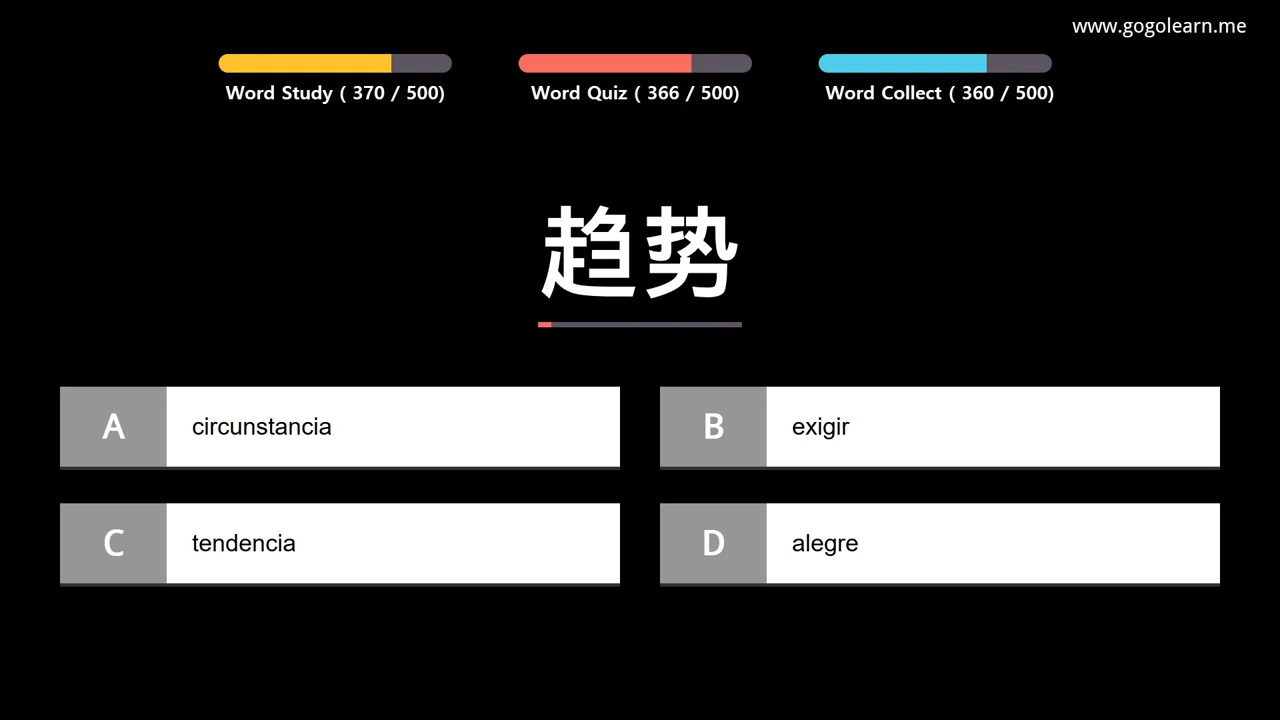 www.gogolearn.me
Word Study ( 370 / 500)
Word Quiz ( 366 / 500)
Word Collect ( 360 / 500)
趋势
A circunstancia
B exigir
C tendencia
D alegre